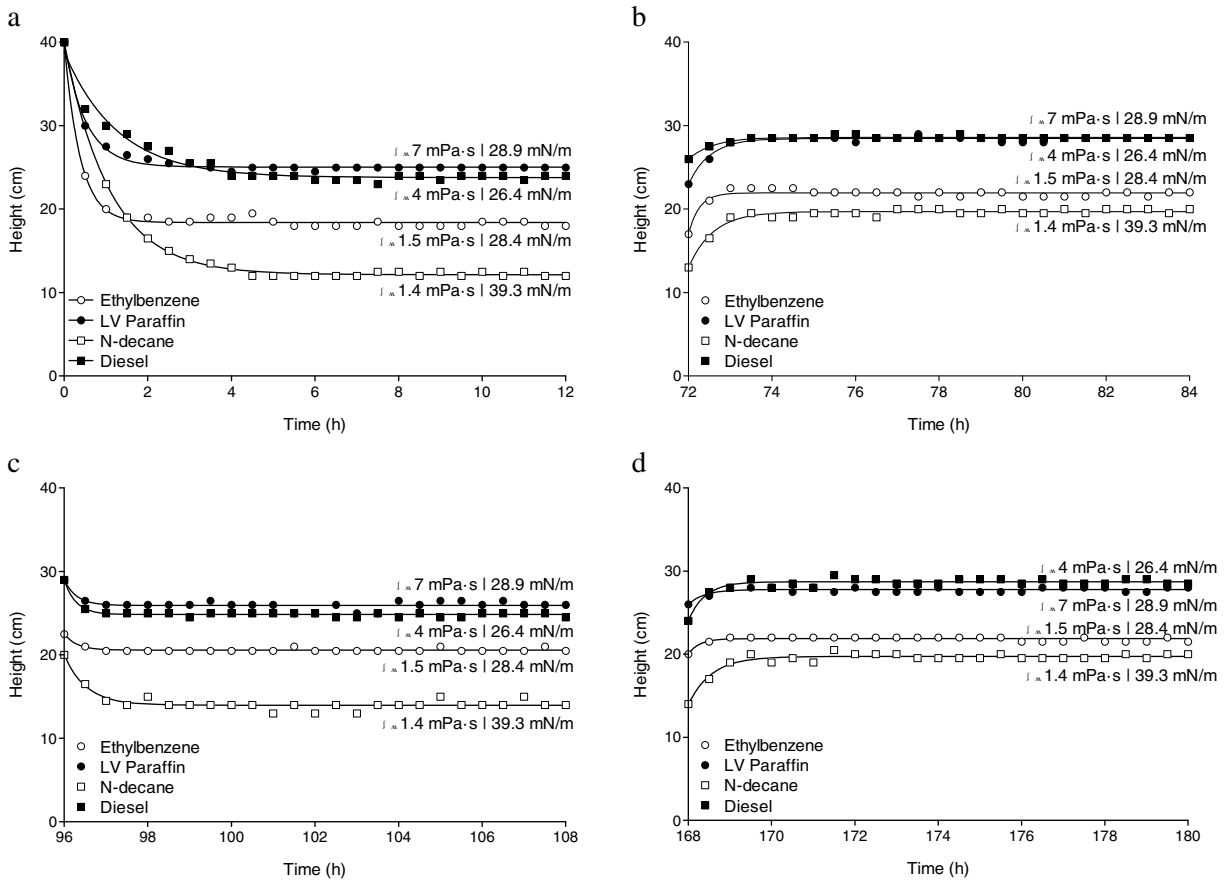 a
40
30
20
10
0
Height (cm)
7 mPa·s | 28.9 mN/m
4 mPa·s | 26.4 mN/m
1.5 mPa·s | 28.4 mN/m
1.4 mPa·s | 39.3 mN/m
Ethylbenzene
LV Paraffin
N-decane
Diesel
0 2 4 6 8 10 12
Time (h)
b
40
30
20
10
0
Height (cm)
7 mPa·s | 28.9 mN/m
4 mPa·s | 26.4 mN/m
1.5 mPa·s | 28.4 mN/m
1.4 mPa·s | 39.3 mN/m
Ethylbenzene
LV Paraffin
N-decane
Diesel
72 74 76 78 80 82 84
Time (h)
c
40
30
20
10
0
Height (cm)
7 mPa·s | 28.9 mN/m
4 mPa·s | 26.4 mN/m
1.5 mPa·s | 28.4 mN/m
1.4 mPa·s | 39.3 mN/m
Ethylbenzene
LV Paraffin
N-decane
Diesel
96 98 100 102 104 106 108
Time (h)
d
40
30
20
10
0
Height (cm)
4 mPa·s | 26.4 mN/m
7 mPa·s | 28.9 mN/m
1.5 mPa·s | 28.4 mN/m
1.4 mPa·s | 39.3 mN/m
Ethylbenzene
LV Paraffin
N-decane
Diesel
168 170 172 174 176 178 180
Time (h)